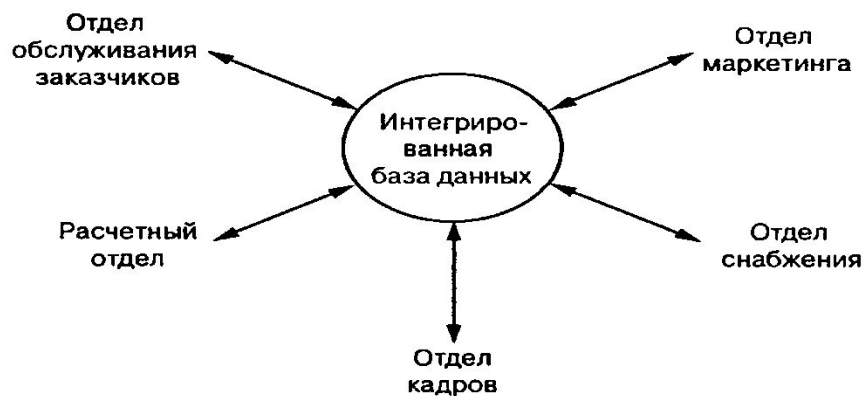 Отдел
обслуживания
заказчиков
Отдел
маркетинга
Интегриро-
ванная
база данных
Расчетный
отдел
Отдел
снабжения
Отдел
кадров